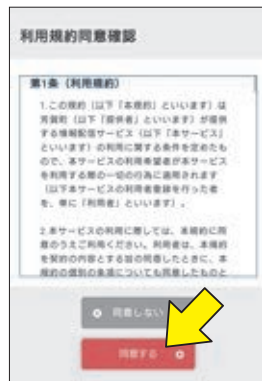 利用規約同意確認
第1条（利用規約）
1.この規約（以下「本規約」といいます）は
芳賀町（以下「提供者」といいます）が提供
する情報配信サービス（以下「本サービス」
といいます）の利用に関する条件を定めたも
ので、本サービスの利用希望者が本サービス
を利用する際の一切の行為に適用されます
（以下本サービスの利用者登録を行った者
を、単に「利用者」といいます）。
2.本サービスの利用に際しては、本規約に同
意のうえご利用ください。利用者は、本規約
を契約の内容とする旨の同意したときに、本
規約の個別の条項についても同意したものと
同意しない
同意する